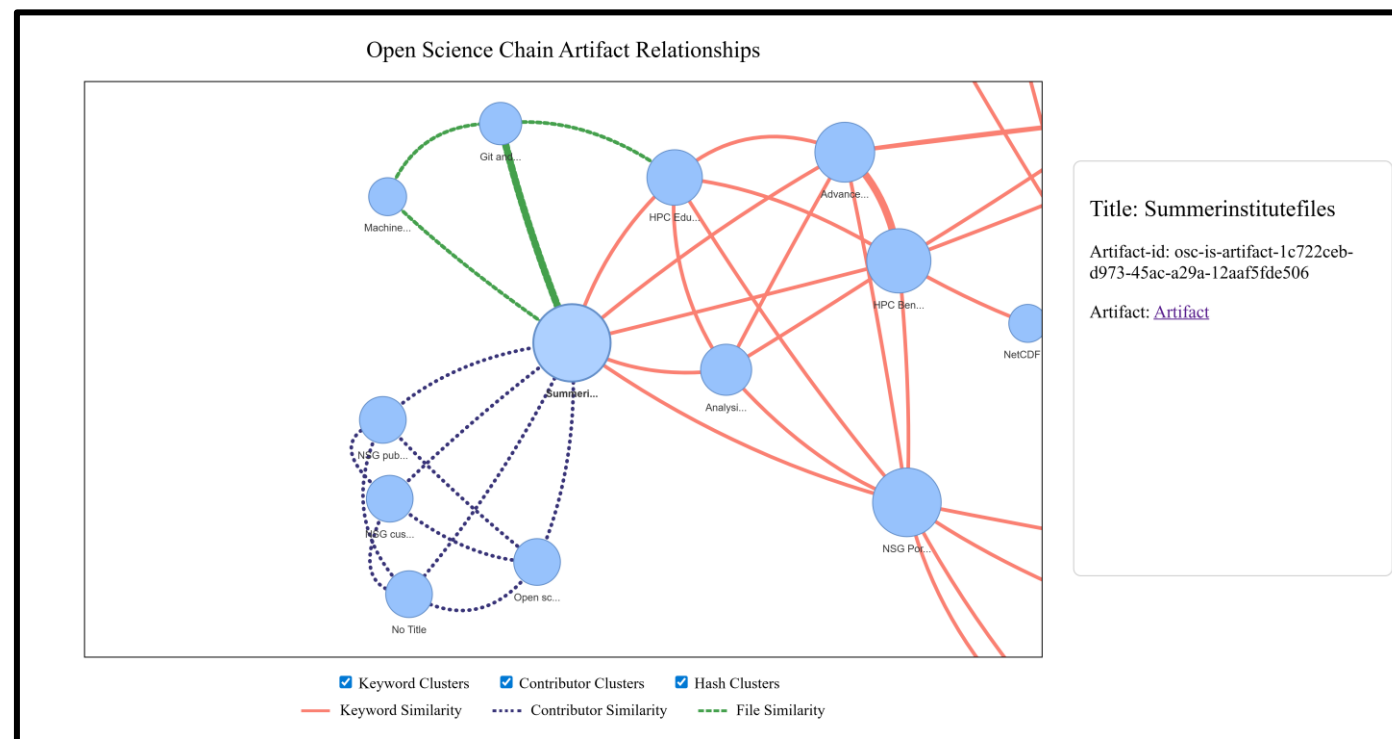 Open Science Chain Artifact Relationships
Git and...
Machine...
HPC Edu...
Advance...
HPC Ben...
NetCDF
Summeri...
Analysi...
NSG pub...
NSG cus...
NSG Por...
Open sc...
No Title
Title: Summerinstitutefiles
Artifact-id: osc-is-artifact-1c722ceb-
d973-45ac-a29a-12aaf5fde506
Artifact: Artifact
Keyword Clusters Contributor Clusters Hash Clusters
Keyword Similarity Contributor Similarity File Similarity